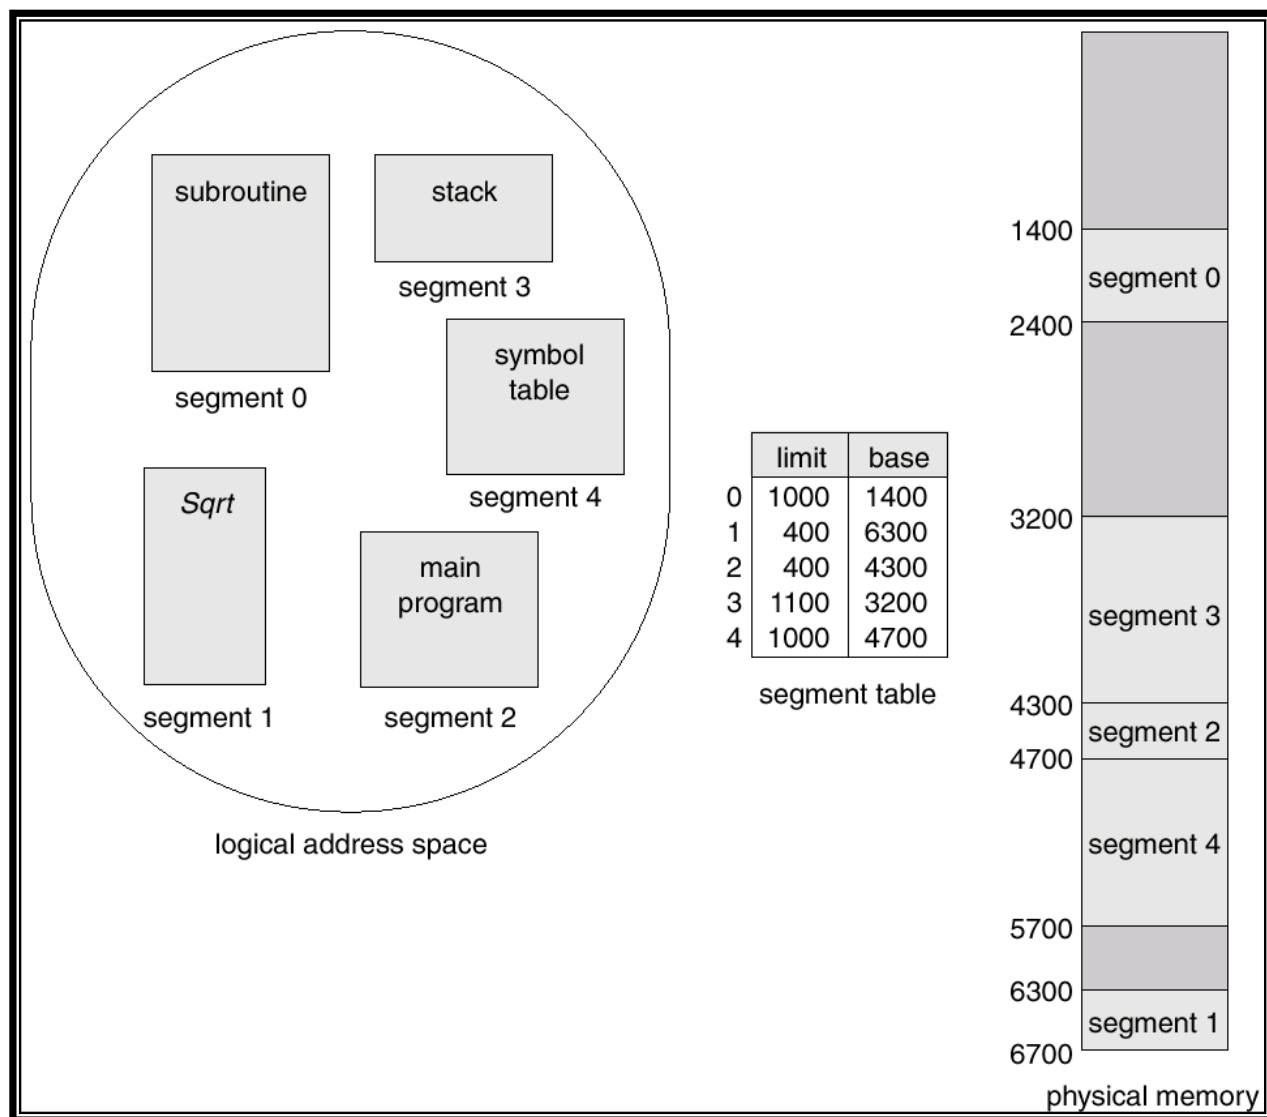 subroutine
segment 0
stack
segment 3
symbol
table
segment 4
Sqrt
segment 1
main
program
segment 2
logical address space
limit base
0 1000 1400
1 400 6300
2 400 4300
3 1100 3200
4 1000 4700
segment table
1400
segment 0
2400
3200
segment 3
4300
segment 2
4700
segment 4
5700
6300
segment 1
6700
physical memory